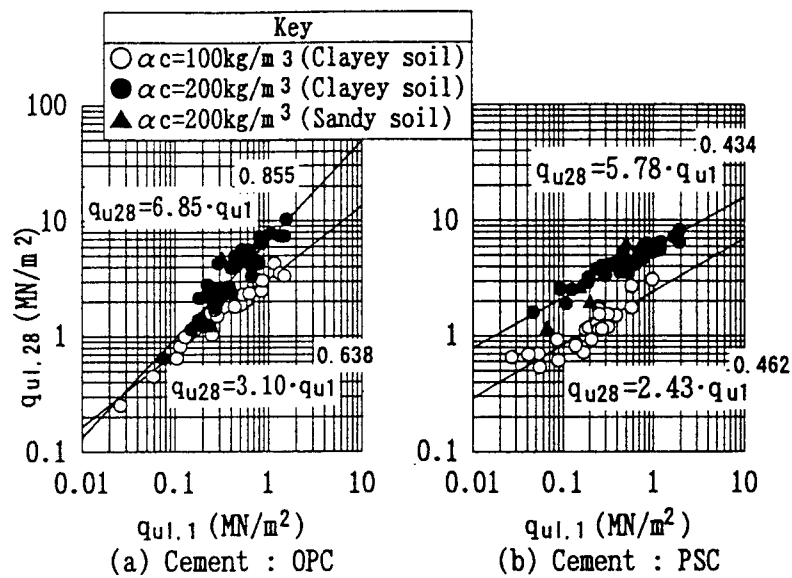 Key
○ αc=100kg/m³ (Clayey soil)
● αc=200kg/m³ (Clayey soil)
▲ αc=200kg/m³ (Sandy soil)
100
10
1
0.1
qul.28 (MN/m²)
qu28=6.85·qu1^0.855
qu28=3.10·qu1^0.638
0.01 0.1 1 10
qul.1 (MN/m²)
(a) Cement : OPC
qu28=5.78·qu1^0.434
qu28=2.43·qu1^0.462
0.01 0.1 1 10
qul.1 (MN/m²)
(b) Cement : PSC